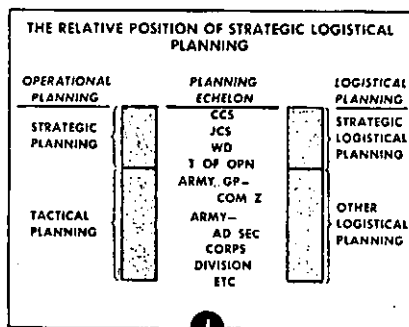 THE RELATIVE POSITION OF STRATEGIC LOGISTICAL
PLANNING
OPERATIONAL PLANNING
PLANNING ECHELON
LOGISTICAL PLANNING
STRATEGIC PLANNING
TACTICAL PLANNING
CCS
JCS
WD
T OF OPN
ARMY, GP—
COM Z
ARMY—
AD SEC
CORPS
DIVISION
ETC
STRATEGIC
LOGISTICAL
PLANNING
OTHER
LOGISTICAL
PLANNING
1